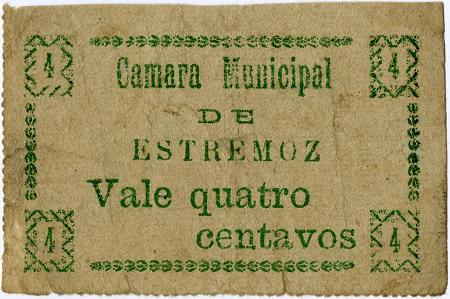 4 4
Camara Municipal
DE
ESTREMOZ
Vale quatro
centavos
4 4